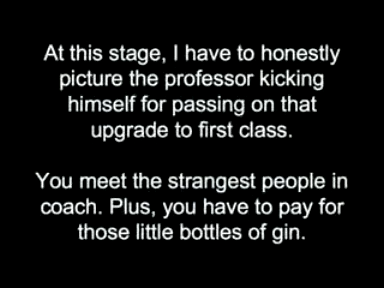 At this stage, I have to honestly
picture the professor kicking
himself for passing on that
upgrade to first class.
You meet the strangest people in
coach. Plus, you have to pay for
those little bottles of gin.